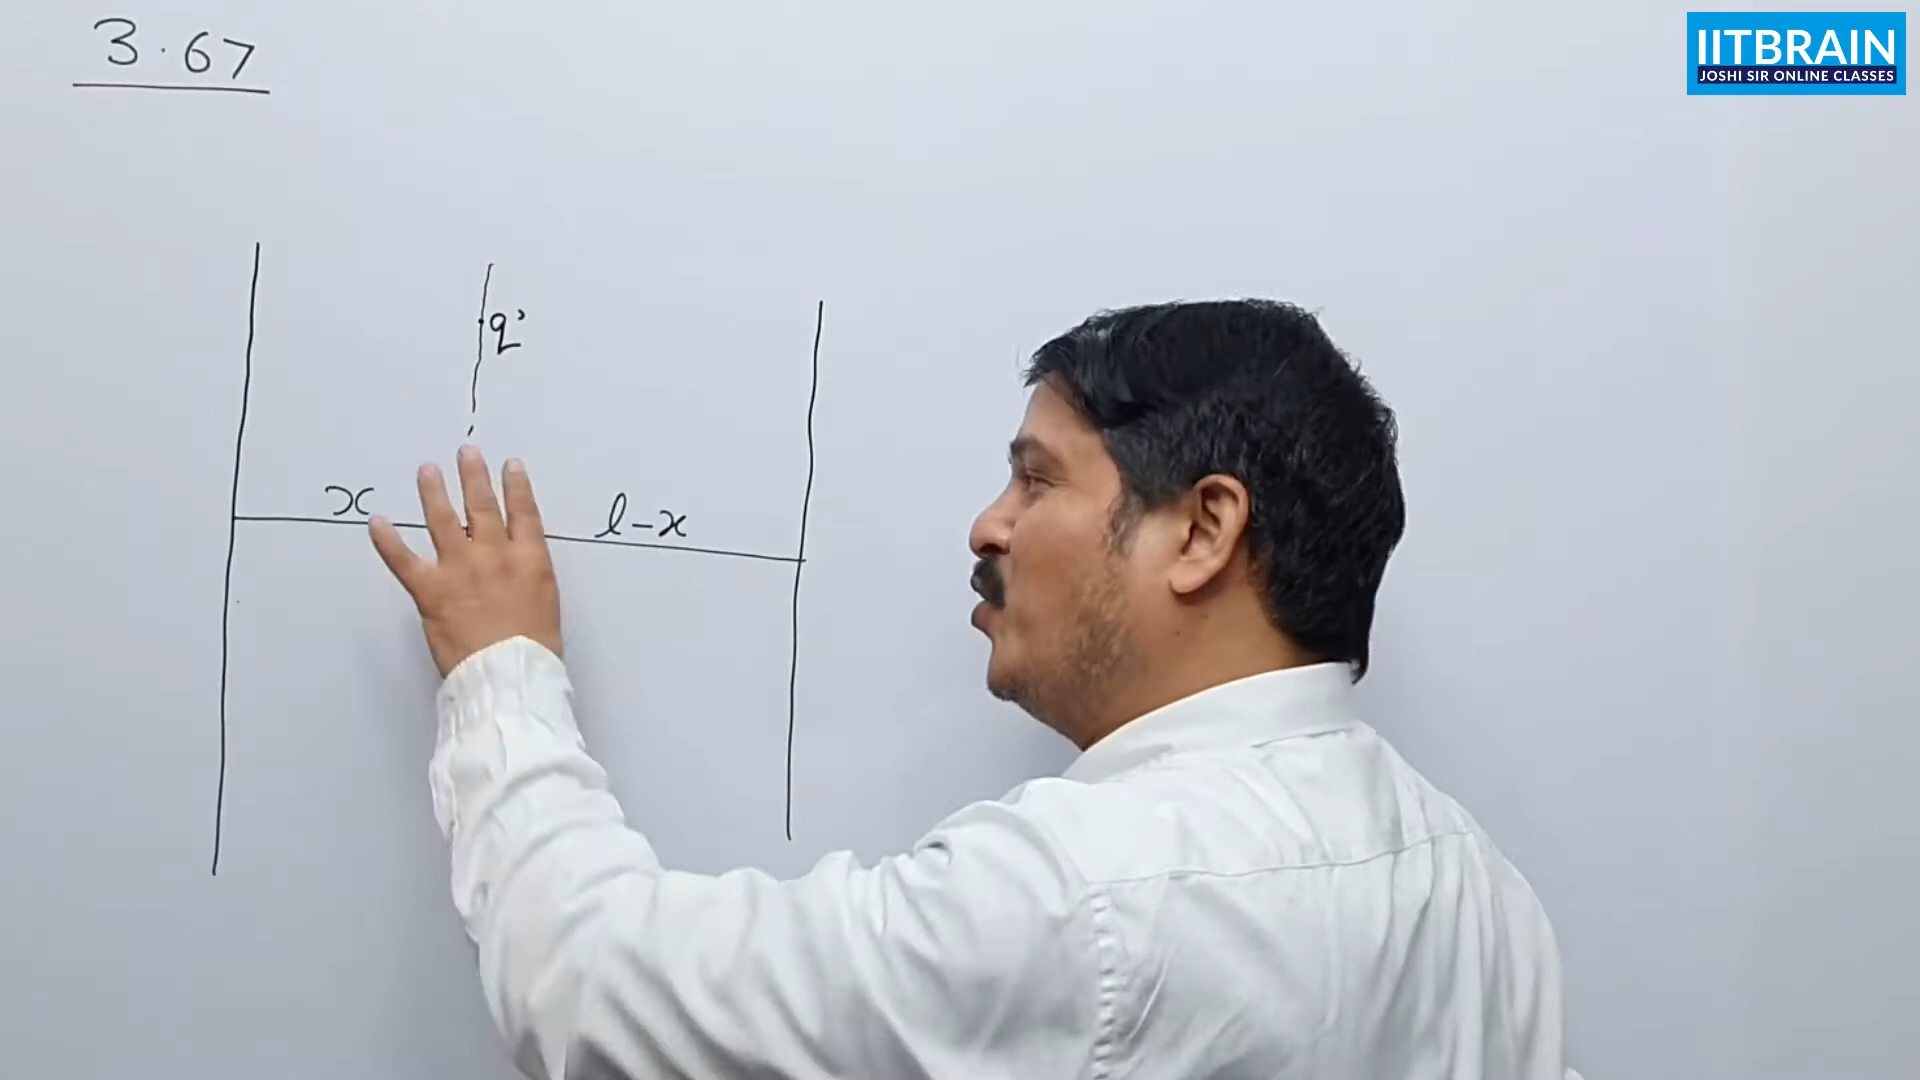 3.67
IITBRAIN
JOSHI SIR ONLINE CLASSES
q'
x
l-x